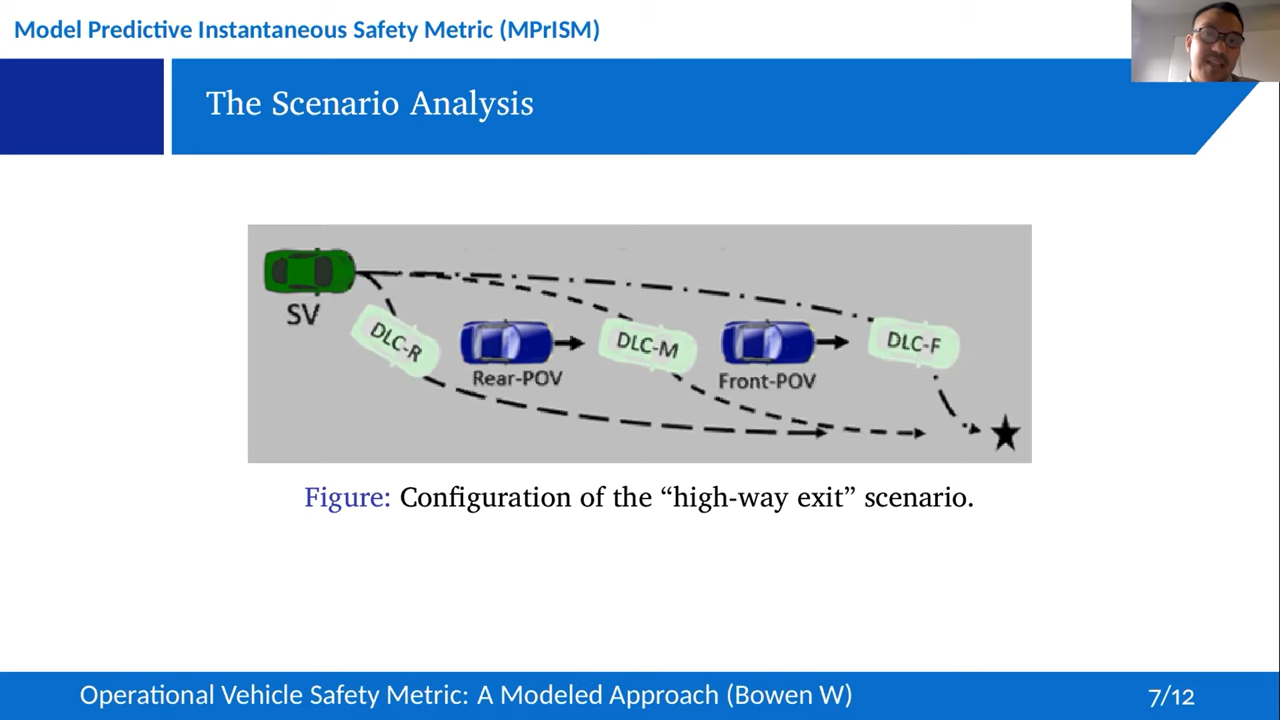 Model Predictive Instantaneous Safety Metric (MPrISM)
The Scenario Analysis
SV
DLC-R
Rear-POV
DLC-M
Front-POV
DLC-F
Figure: Configuration of the “high-way exit” scenario.
Operational Vehicle Safety Metric: A Modeled Approach (Bowen W)
7/12